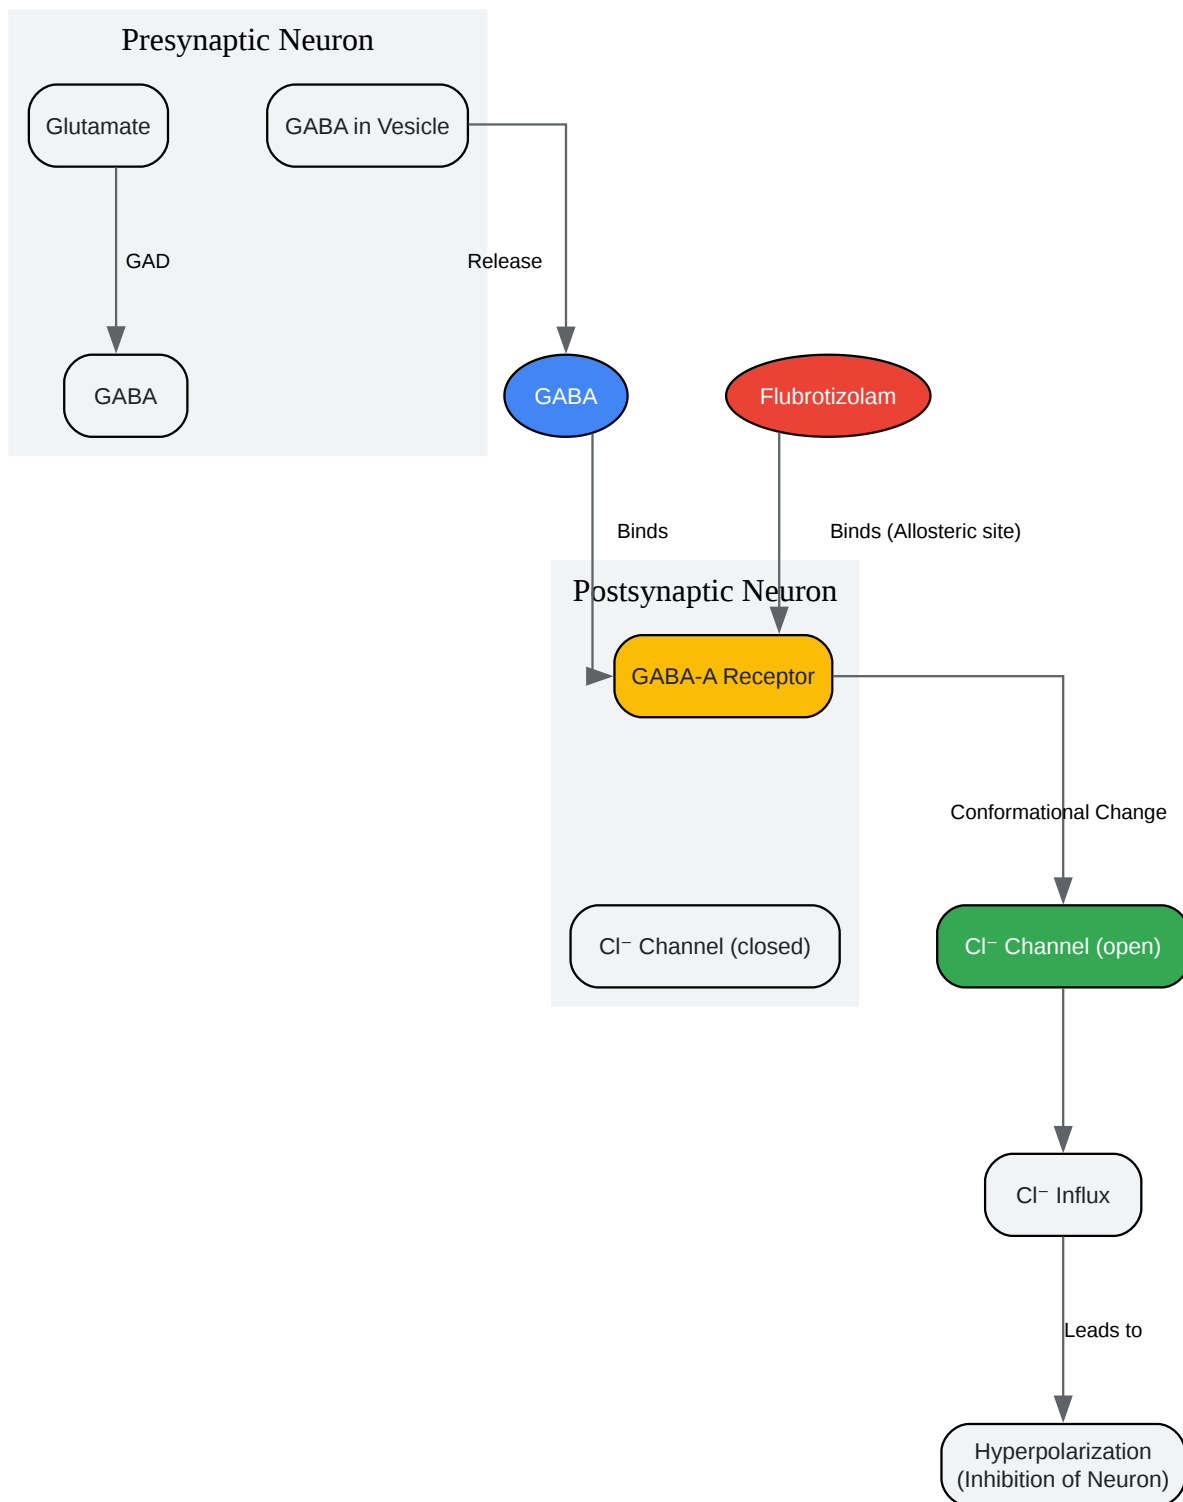 Presynaptic Neuron
Glutamate
GABA in Vesicle
GAD
Release
GABA
GABA
Flubrotizolam
Binds
Binds (Allosteric site)
Postsynaptic Neuron
GABA-A Receptor
Conformational Change
Cl⁻ Channel (closed)
Cl⁻ Channel (open)
Cl⁻ Influx
Leads to
Hyperpolarization
(Inhibition of Neuron)